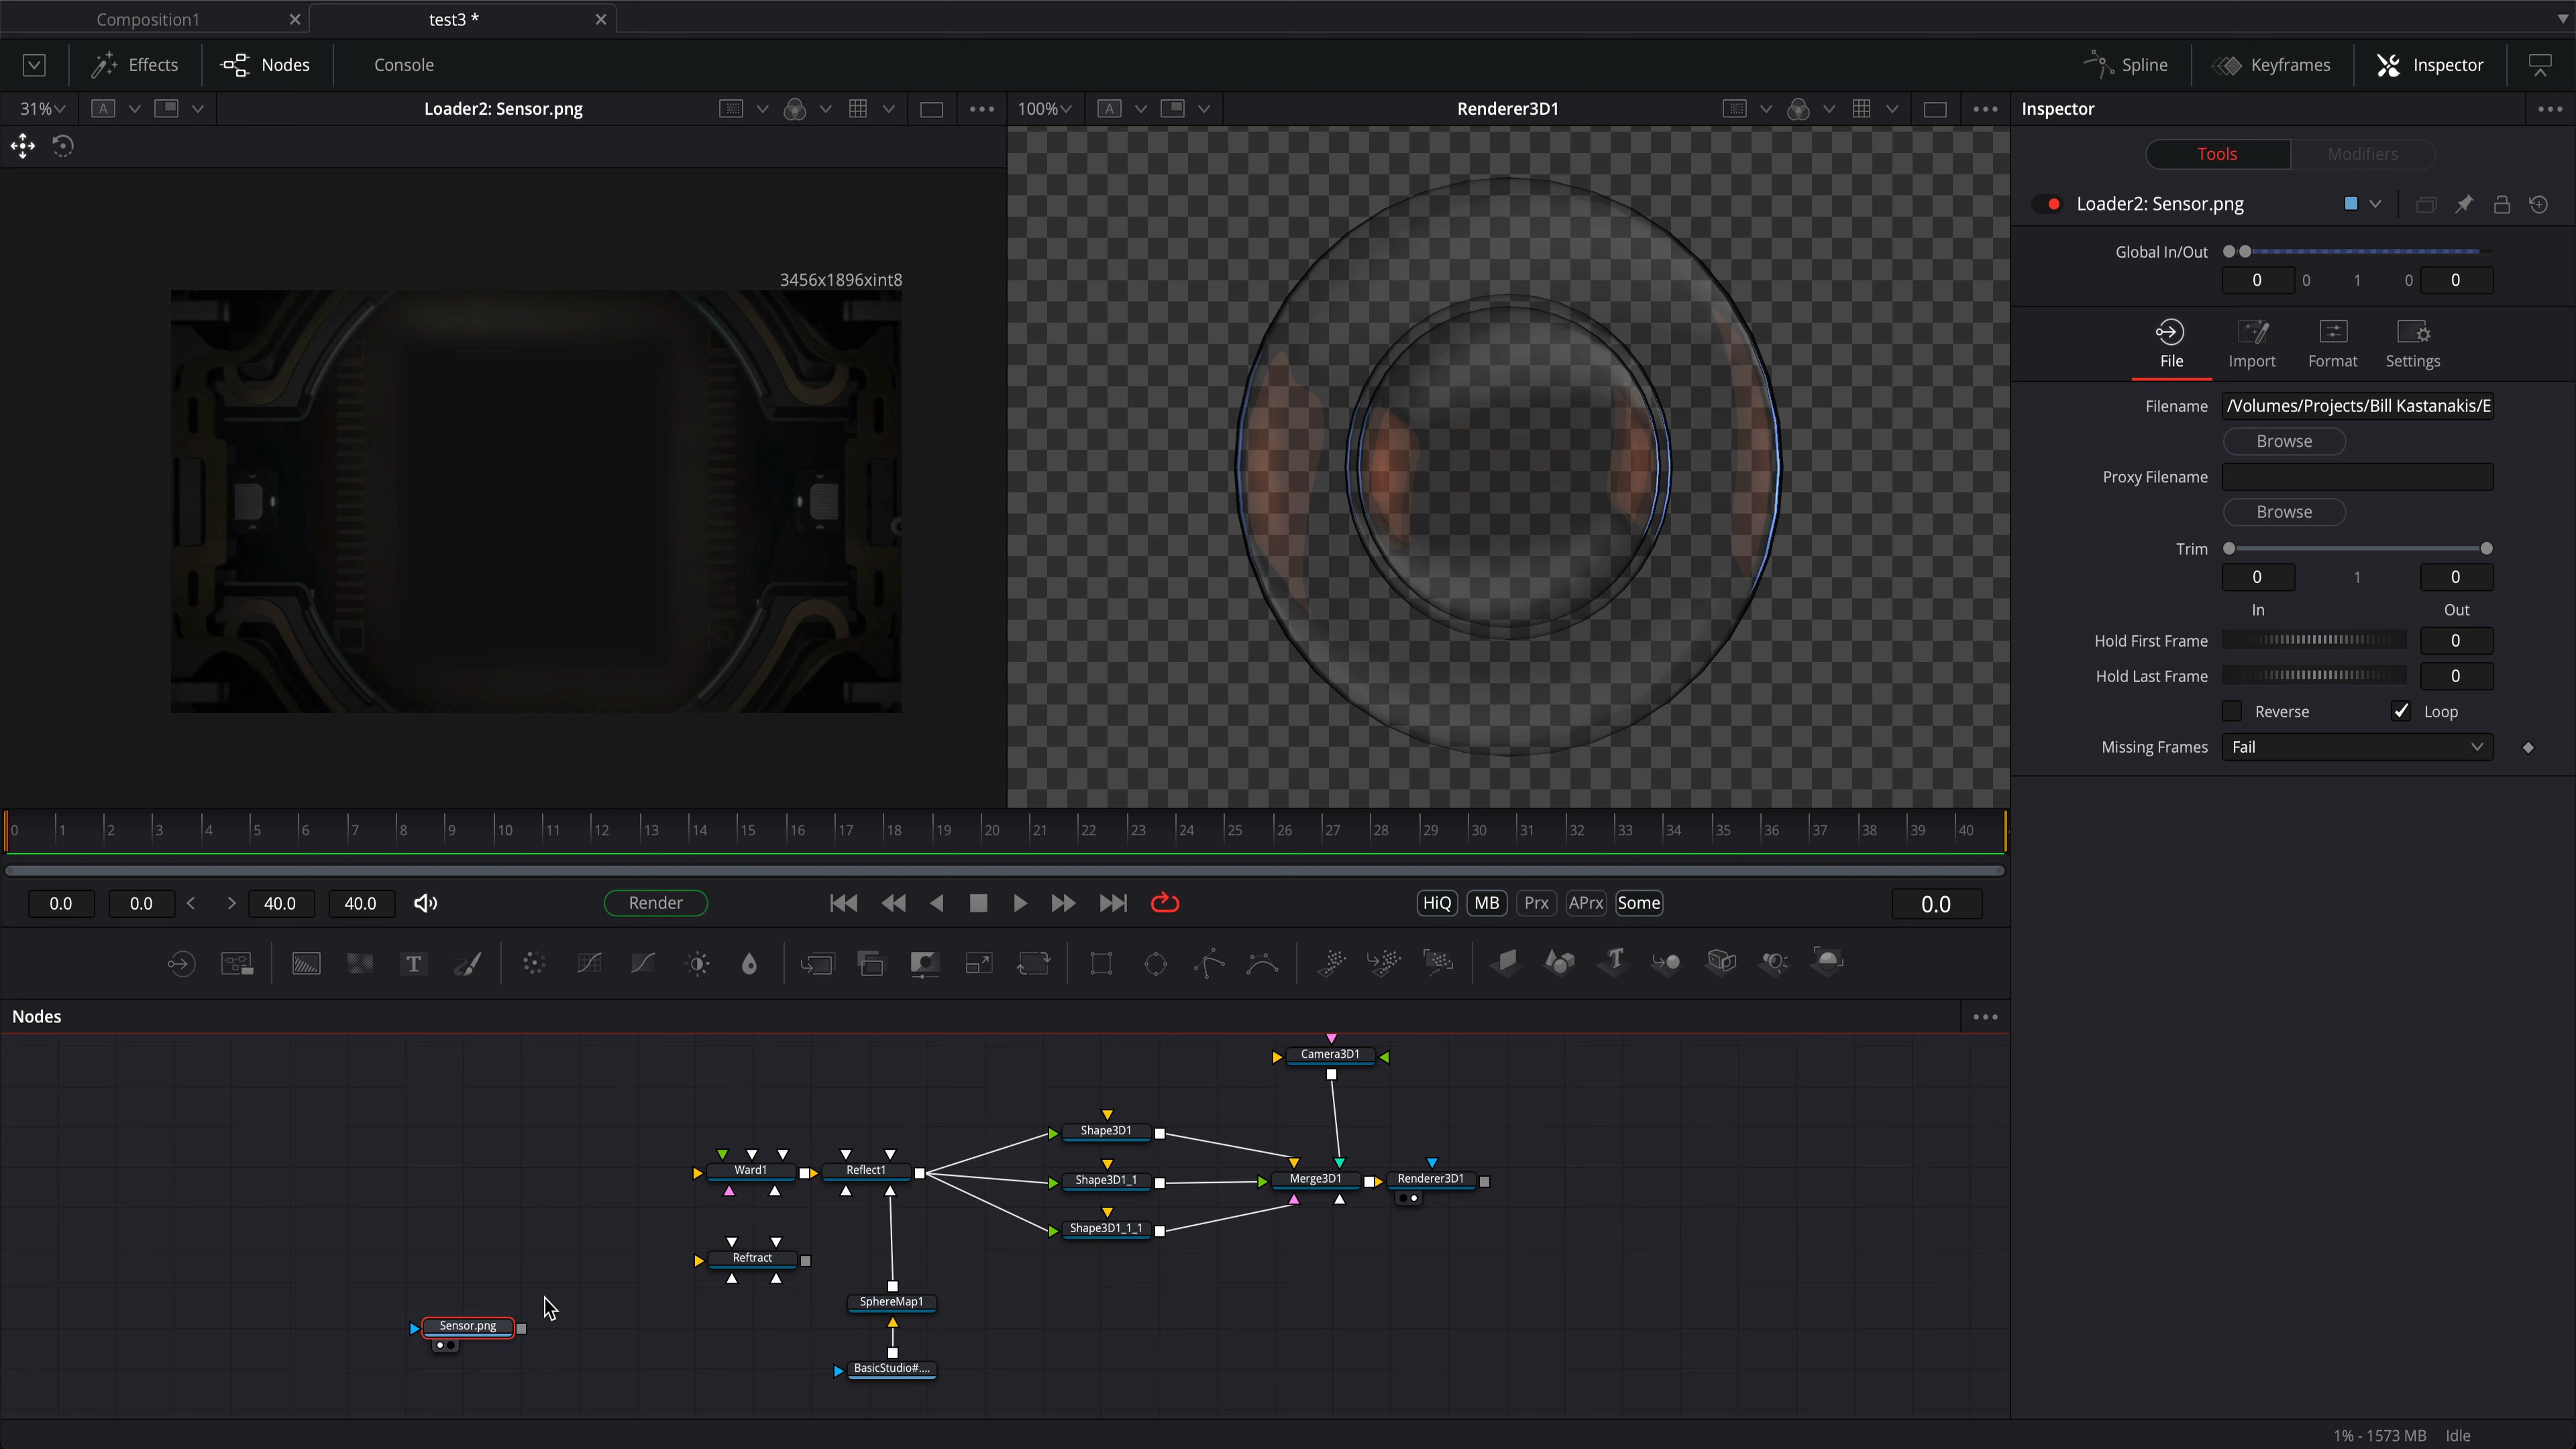 Composition1
test3 *
Effects
Nodes
Console
Spline
Keyframes
Inspector
31%
A
Loader2: Sensor.png
100%
A
Renderer3D1
Inspector
Tools
Modifiers
3456x1896xint8
Loader2: Sensor.png
Global In/Out
0 0 1 0 0
File
Import
Format
Settings
Filename
/Volumes/Projects/Bill Kastanakis/E
Browse
Proxy Filename
Browse
Trim
0 1 0
In Out
Hold First Frame 0
Hold Last Frame 0
Reverse
Loop
Missing Frames
Fail
0 1 2 3 4 5 6 7 8 9 10 11 12 13 14 15 16 17 18 19 20 21 22 23 24 25 26 27 28 29 30 31 32 33 34 35 36 37 38 39 40
0.0
0.0
40.0
40.0
Render
HiQ
MB
Prx
APrx
Some
0.0
T
Nodes
Camera3D1
Shape3D1
Ward1
Reflect1
Shape3D1_1
Merge3D1
Renderer3D1
Shape3D1_1_1
Reftract
SphereMap1
Sensor.png
BasicStudio#....
1% - 1573 MB
Idle